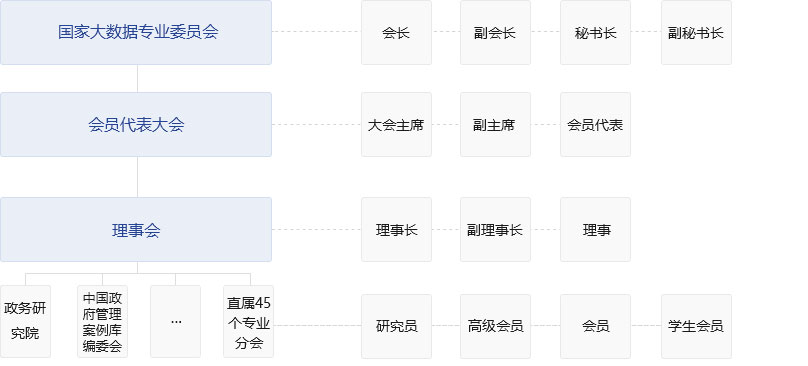 国家大数据专业委员会
会长
副会长
秘书长
副秘书长
会员代表大会
大会主席
副主席
会员代表
理事会
理事长
副理事长
理事
政务研
究院
中国政
府管理
案例库
编委会
...
直属45
个专业
分会
研究员
高级会员
会员
学生会员